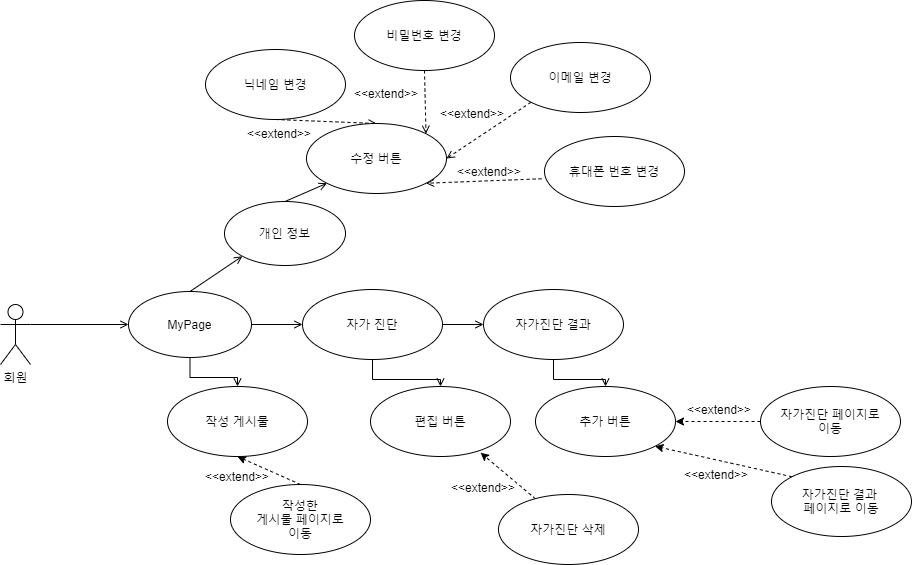 비밀번호 변경
닉네임 변경
이메일 변경
<<extend>>
<<extend>>
<<extend>>
수정 버튼
<<extend>>
휴대폰 번호 변경
개인 정보
MyPage
자가 진단
자가진단 결과
회원
작성 게시물
편집 버튼
추가 버튼
<<extend>>
자가진단 페이지로
이동
<<extend>>
<<extend>>
<<extend>>
작성한
게시물 페이지로
이동
자가진단 삭제
자가진단 결과
페이지로 이동